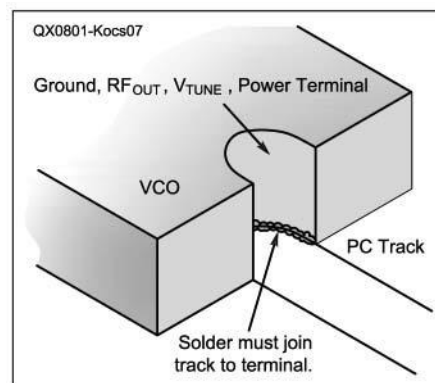 QX0801-Kocs07
Ground, RFOUT, VTUNE , Power Terminal
VCO
PC Track
Solder must join
track to terminal.